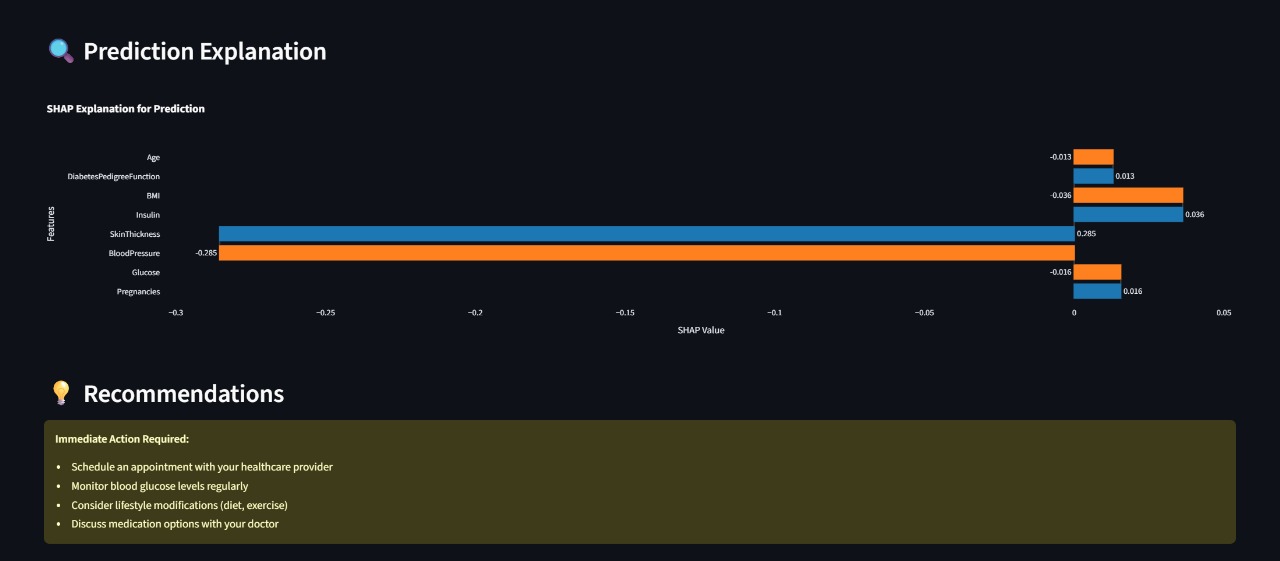 🔍 Prediction Explanation
SHAP Explanation for Prediction
Features
Age -0.013
DiabetesPedigreeFunction 0.013
BMI -0.036
Insulin 0.036
SkinThickness 0.285
BloodPressure -0.285
Glucose -0.016
Pregnancies 0.016
−0.3 −0.25 −0.2 −0.15 −0.1 −0.05 0 0.05
SHAP Value
💡 Recommendations
Immediate Action Required:
• Schedule an appointment with your healthcare provider
• Monitor blood glucose levels regularly
• Consider lifestyle modifications (diet, exercise)
• Discuss medication options with your doctor